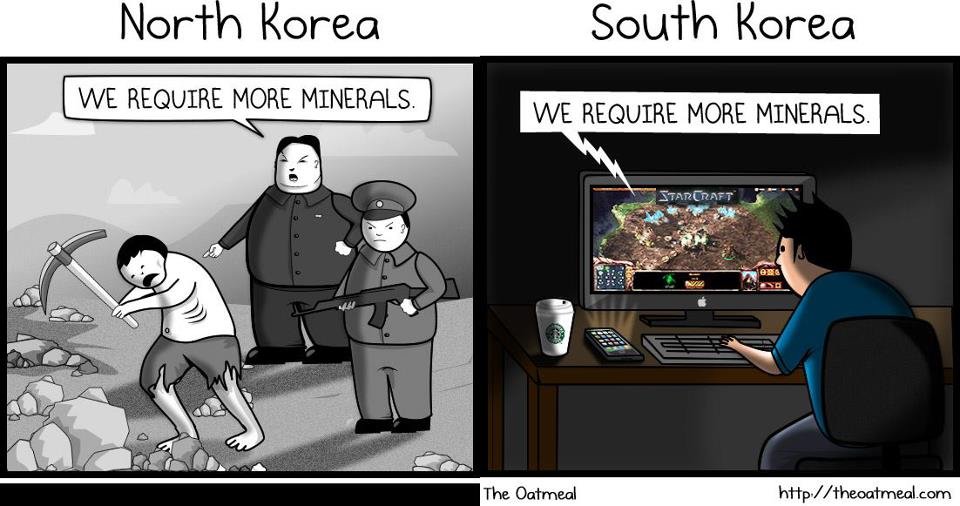 North Korea
South Korea
WE REQUIRE MORE MINERALS.
WE REQUIRE MORE MINERALS.
STARCRAFT
The Oatmeal
http://theoatmeal.com